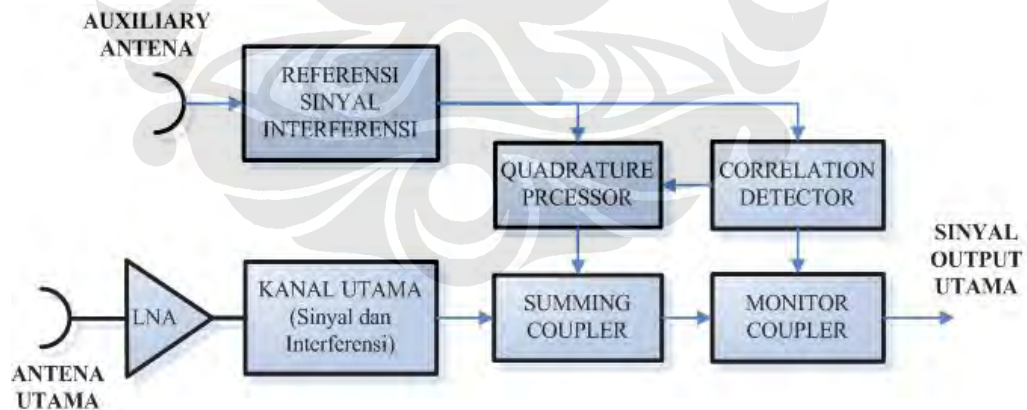 AUXILIARY
ANTENA
REFERENSI
SINYAL
INTERFERENSI
QUADRATURE
PRCESSOR
CORRELATION
DETECTOR
SINYAL
OUTPUT
UTAMA
LNA
KANAL UTAMA
(Sinyal dan
Interferensi)
SUMMING
COUPLER
MONITOR
COUPLER
ANTENA
UTAMA